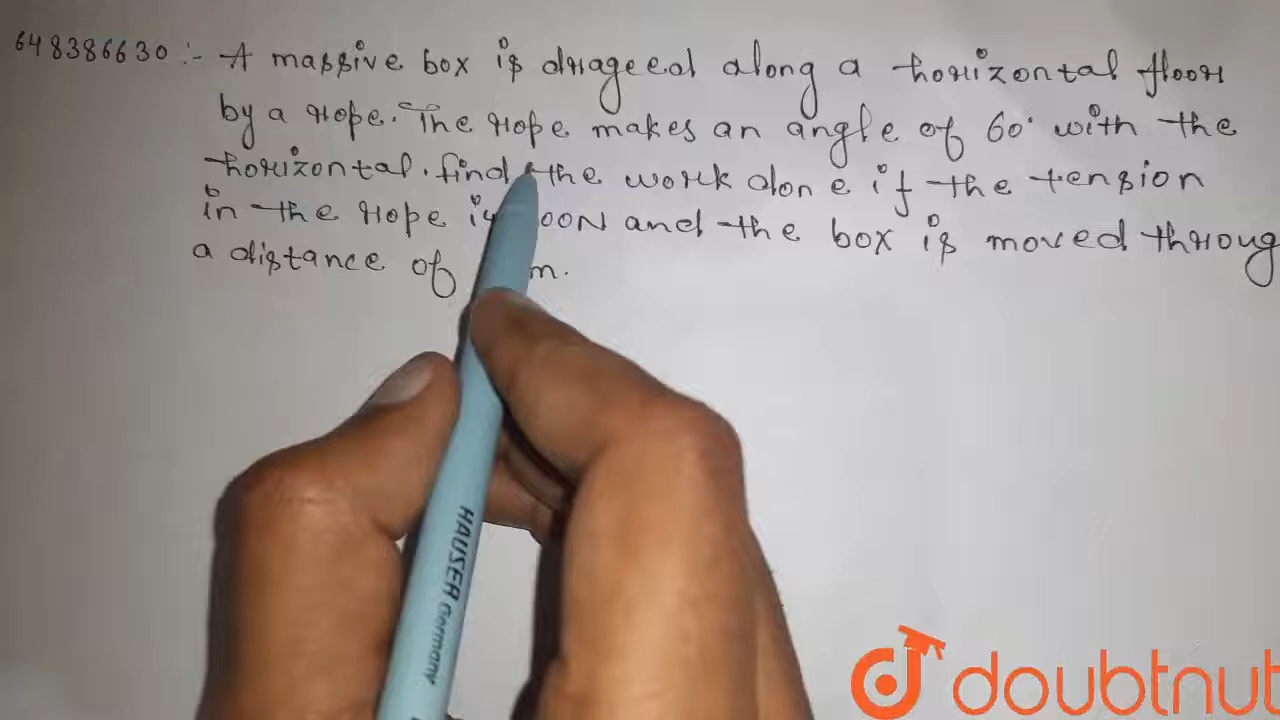 648386630 :- A massive box is drageed along a horizontal floor
by a rope. The rope makes an angle of 60° with the
horizontal. find the work done if the tension
in the rope is 00N and the box is moved throug
a distance of m.
HAUSER Germany
doubtnut